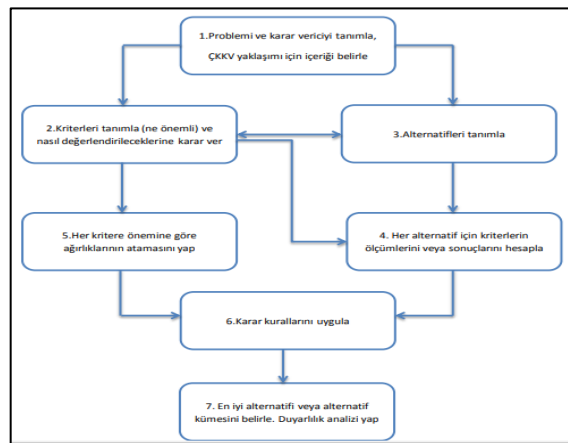 1.Problemi ve karar vericiyi tanımla,
ÇKKV yaklaşımı için içeriği belirle
2.Kriterleri tanımla (ne önemli) ve
nasıl değerlendirileceklerine karar ver
3.Alternatifleri tanımla
5.Her kritere önemine göre
ağırlıklarının atamasını yap
4. Her alternatif için kriterlerin
ölçümlerini veya sonuçlarını hesapla
6.Karar kurallarını uygula
7. En iyi alternatifi veya alternatif
kümesini belirle. Duyarlılık analizi yap